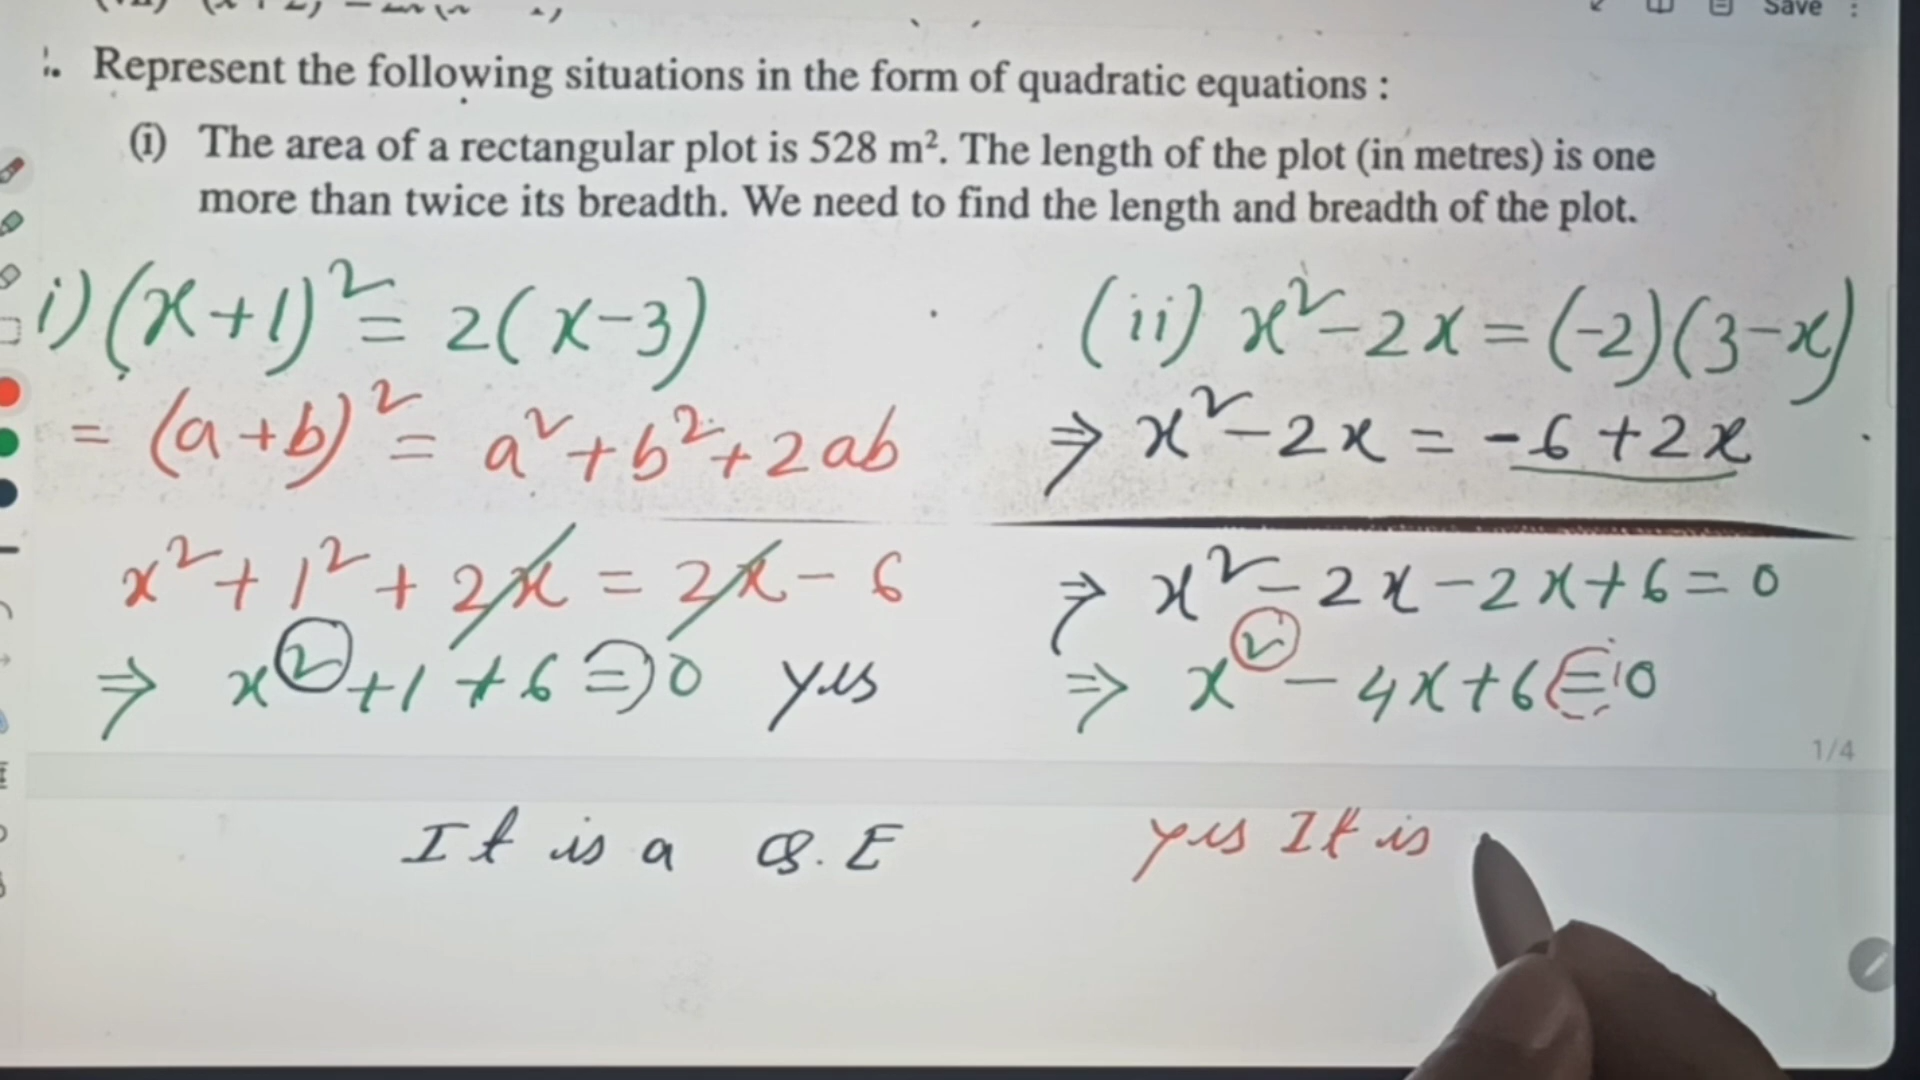 Save
Represent the following situations in the form of quadratic equations :
(i) The area of a rectangular plot is 528 m². The length of the plot (in metres) is one
more than twice its breadth. We need to find the length and breadth of the plot.
i) (x+1)² = 2(x-3)
= (a+b)² = a²+b²+2ab
x²+1²+2x = 2x-6
⇒ x²+1+6=0 yes
It is a Q.E
(ii) x²-2x=(-2)(3-x)
⇒ x²-2x = -6+2x
⇒ x²-2x-2x+6=0
⇒ x²-4x+6=0
1/4
yes It is